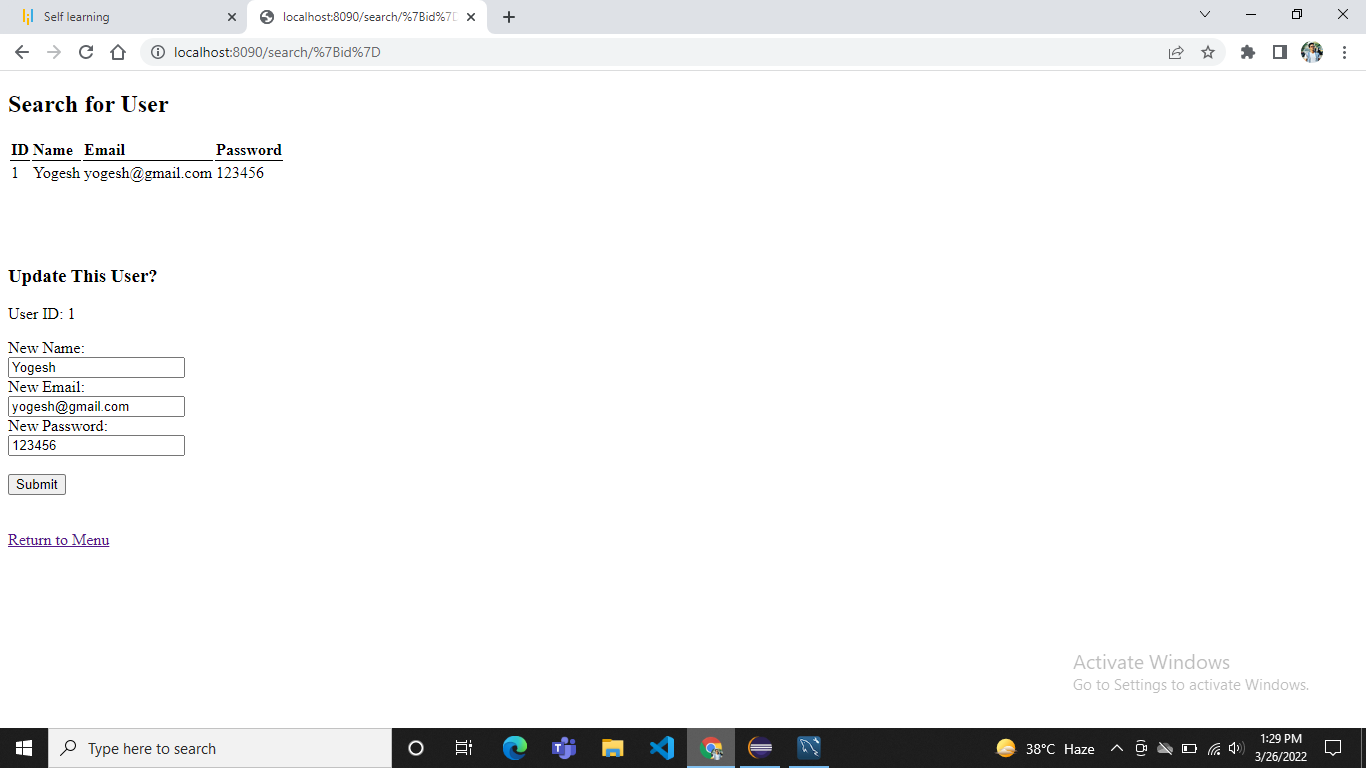 Self learning
localhost:8090/search/%7Bid%7D
localhost:8090/search/%7Bid%7D
Search for User
ID Name Email Password
1 Yogesh yogesh@gmail.com 123456
Update This User?
User ID: 1
New Name:
Yogesh
New Email:
yogesh@gmail.com
New Password:
123456
Submit
Return to Menu
Activate Windows
Go to Settings to activate Windows.
Type here to search
38°C Haze
1:29 PM
3/26/2022